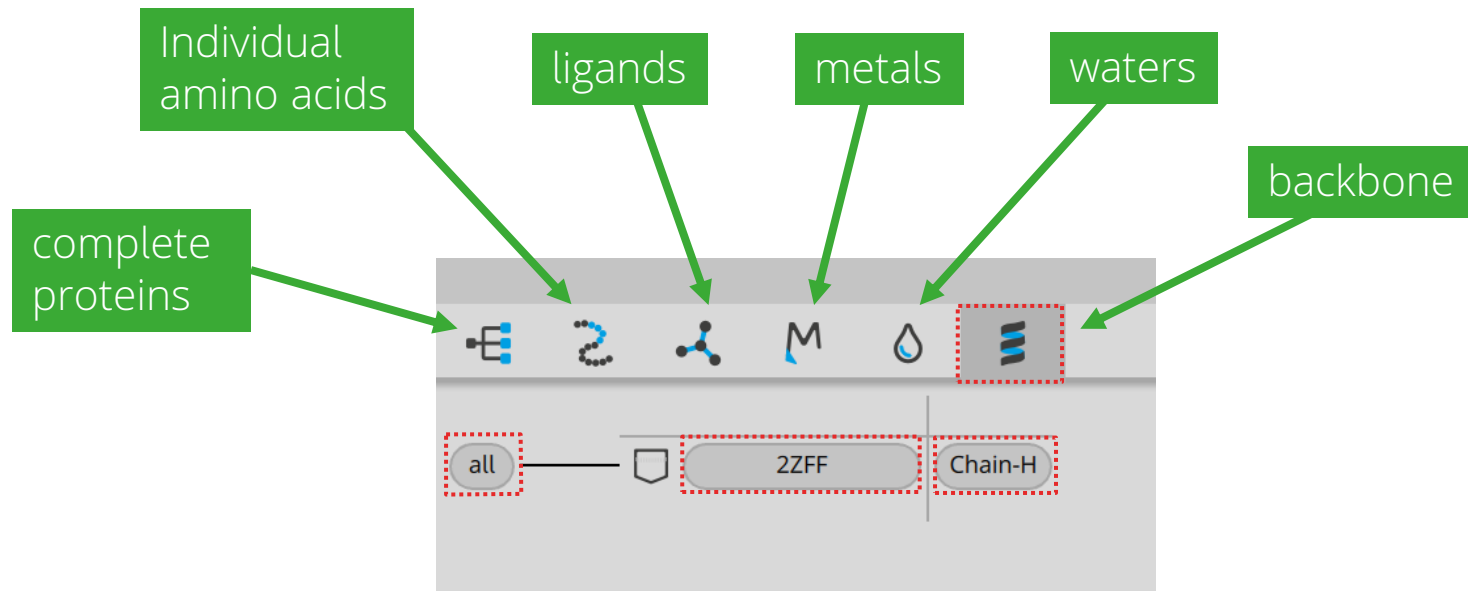 Individual
amino acids
ligands
metals
waters
backbone
complete
proteins
all
2ZFF
Chain-H